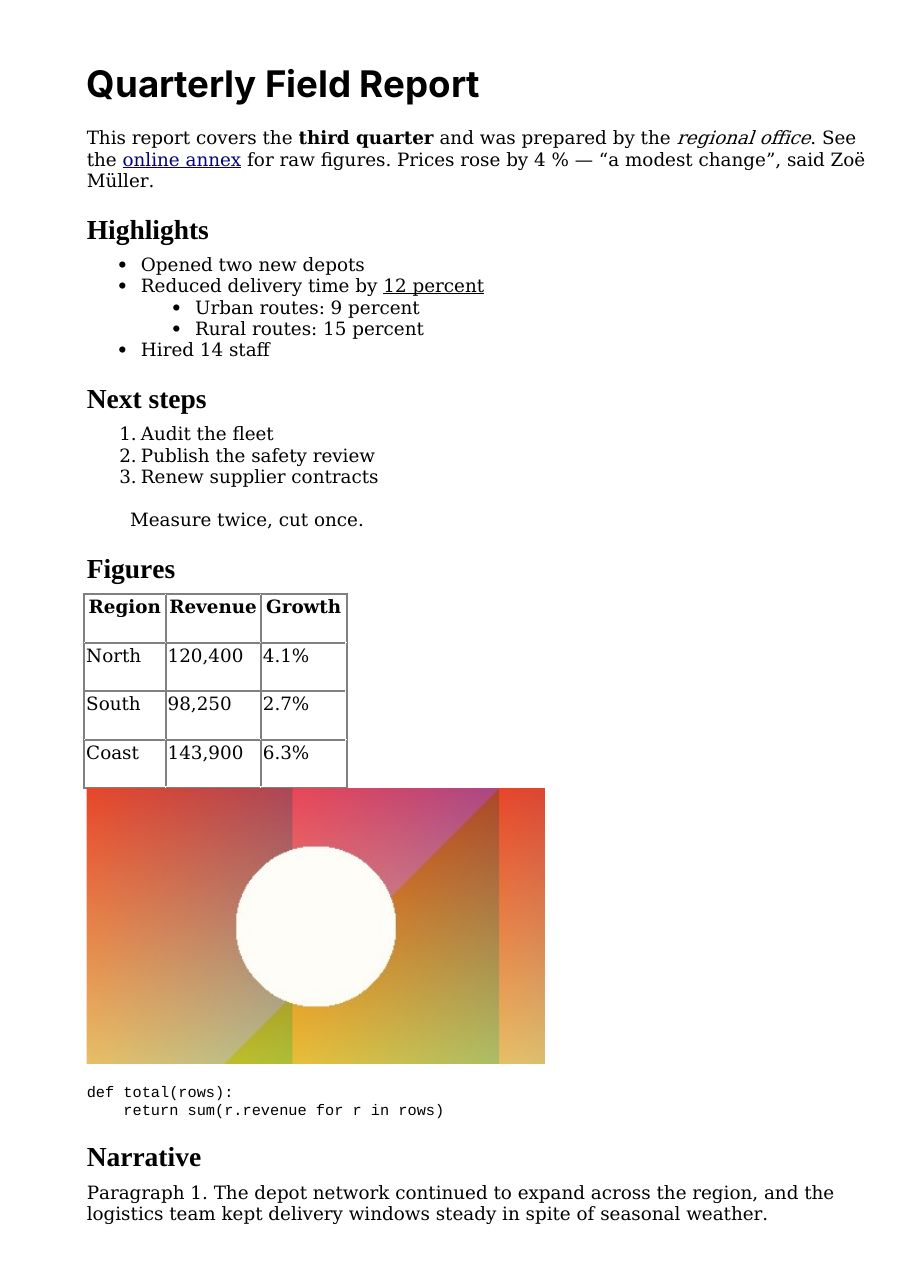 Quarterly Field Report
This report covers the third quarter and was prepared by the regional office. See
the online annex for raw figures. Prices rose by 4 % — “a modest change”, said Zoë
Müller.
Highlights
• Opened two new depots
• Reduced delivery time by 12 percent
• Urban routes: 9 percent
• Rural routes: 15 percent
• Hired 14 staff
Next steps
1. Audit the fleet
2. Publish the safety review
3. Renew supplier contracts
Measure twice, cut once.
Figures
Region Revenue Growth
North 120,400 4.1%
South 98,250 2.7%
Coast 143,900 6.3%
def total(rows):
    return sum(r.revenue for r in rows)
Narrative
Paragraph 1. The depot network continued to expand across the region, and the
logistics team kept delivery windows steady in spite of seasonal weather.